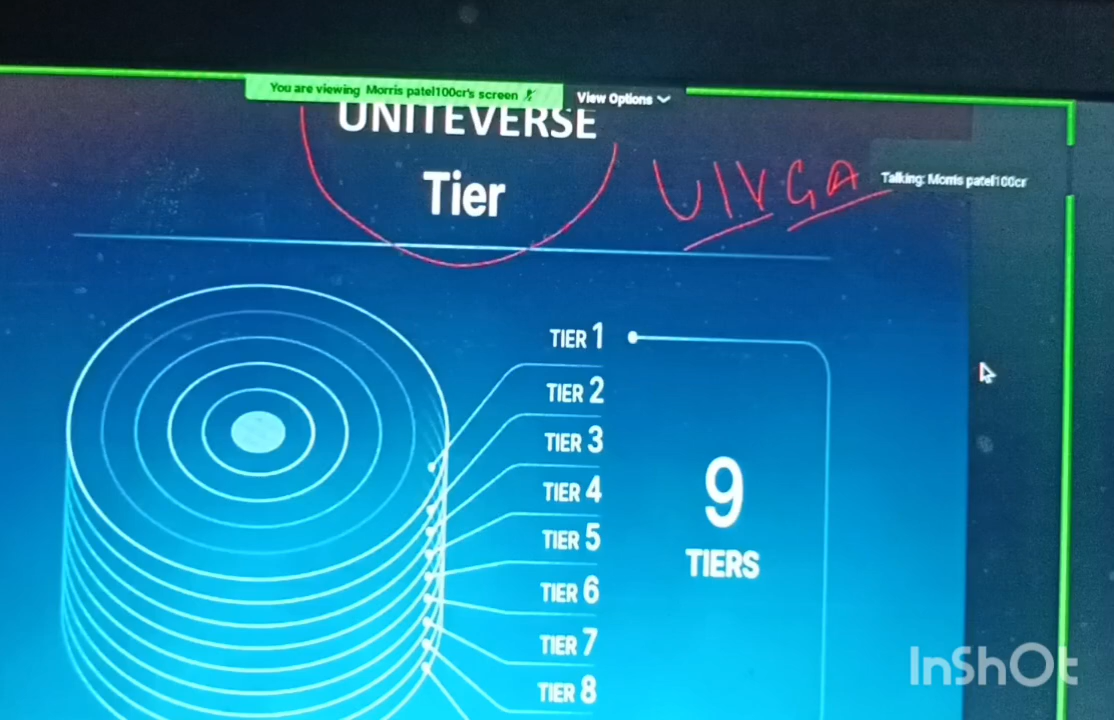 You are viewing Morris patel100cr's screen
View Options
UNITEVERSE
Tier
UIVGA
Talking: Morris patel100cr
TIER 1
TIER 2
TIER 3
TIER 4
TIER 5
TIER 6
TIER 7
TIER 8
9
TIERS
InShOt